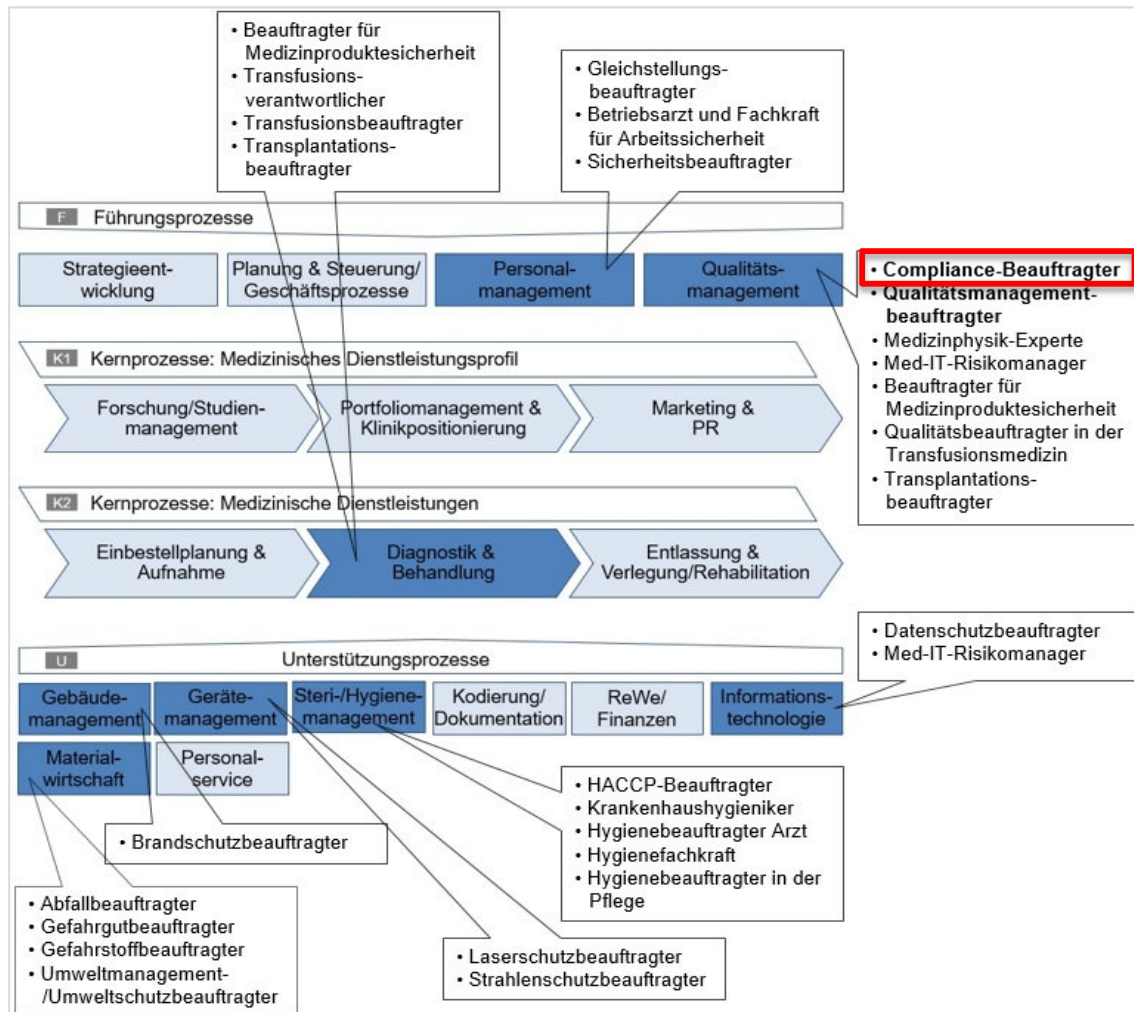 • Beauftragter für
Medizinproduktesicherheit
• Transfusions-
verantwortlicher
• Transfusionsbeauftragter
• Transplantations-
beauftragter
• Gleichstellungs-
beauftragter
• Betriebsarzt und Fachkraft
für Arbeitssicherheit
• Sicherheitsbeauftragter
F Führungsprozesse
Strategieent-
wicklung
Planung & Steuerung/
Geschäftsprozesse
Personal-
management
Qualitäts-
management
• Compliance-Beauftragter
• Qualitätsmanagement-
beauftragter
• Medizinphysik-Experte
• Med-IT-Risikomanager
• Beauftragter für
Medizinproduktesicherheit
• Qualitätsbeauftragter in der
Transfusionsmedizin
• Transplantations-
beauftragter
K1 Kernprozesse: Medizinisches Dienstleistungsprofil
Forschung/Studien-
management
Portfoliomanagement &
Klinikpositionierung
Marketing &
PR
K2 Kernprozesse: Medizinische Dienstleistungen
Einbestellplanung &
Aufnahme
Diagnostik &
Behandlung
Entlassung &
Verlegung/Rehabilitation
• Datenschutzbeauftragter
• Med-IT-Risikomanager
U Unterstützungsprozesse
Gebäude-
management
Geräte-
management
Steri-/Hygiene-
management
Kodierung/
Dokumentation
ReWe/
Finanzen
Informations-
technologie
Material-
wirtschaft
Personal-
service
• HACCP-Beauftragter
• Krankenhaushygieniker
• Hygienebeauftragter Arzt
• Hygienefachkraft
• Hygienebeauftragter in der
Pflege
• Brandschutzbeauftragter
• Abfallbeauftragter
• Gefahrgutbeauftragter
• Gefahrstoffbeauftragter
• Umweltmanagement-
/Umweltschutzbeauftragter
• Laserschutzbeauftragter
• Strahlenschutzbeauftragter